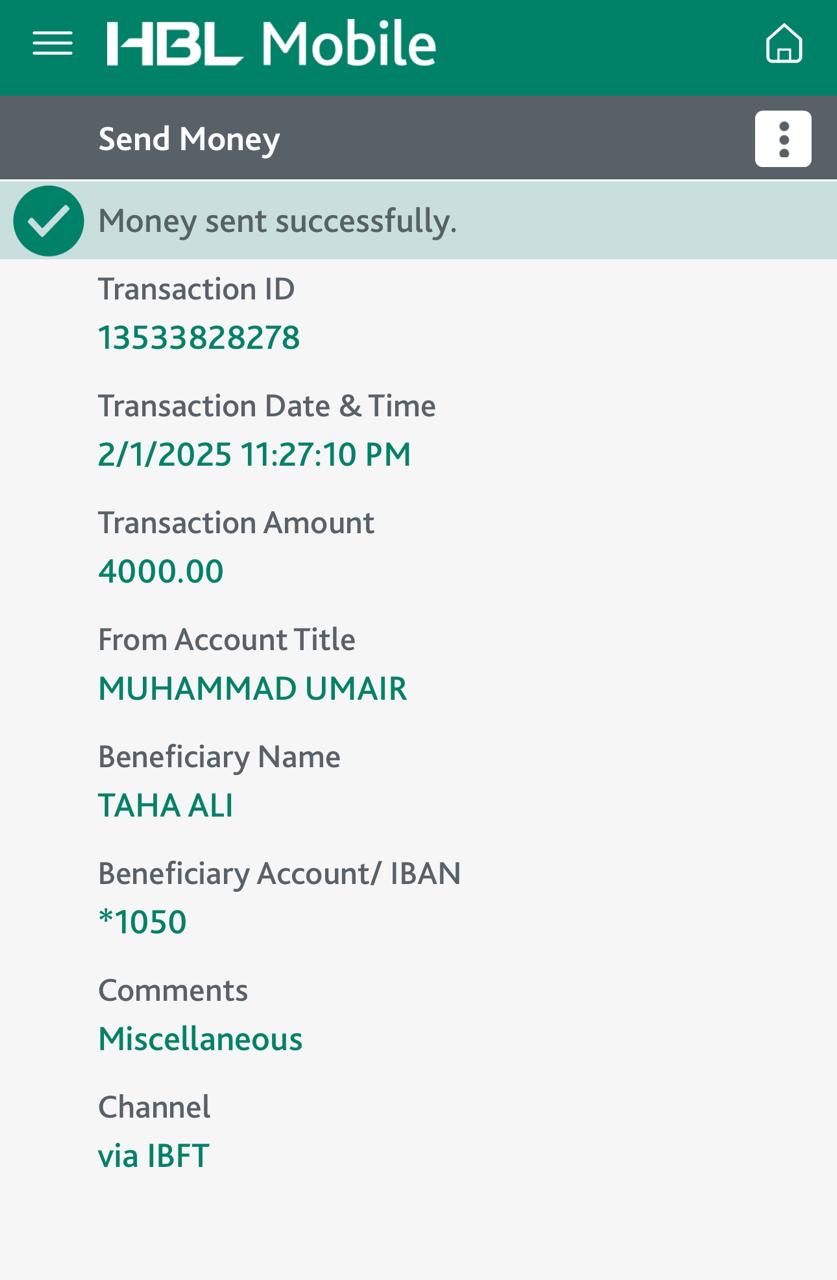 HBL Mobile
Send Money
Money sent successfully.
Transaction ID
13533828278
Transaction Date & Time
2/1/2025 11:27:10 PM
Transaction Amount
4000.00
From Account Title
MUHAMMAD UMAIR
Beneficiary Name
TAHA ALI
Beneficiary Account/ IBAN
*1050
Comments
Miscellaneous
Channel
via IBFT